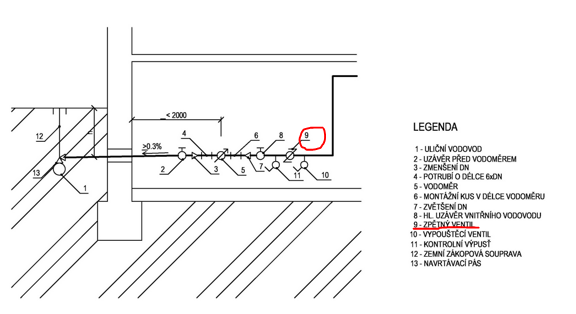 < 2000
4
6
8
9
12
>0.3%
13
1
2
3
5
7
11
10
LEGENDA
1 - ULIČNÍ VODOVOD
2 - UZÁVĚR PŘED VODOMĚREM
3 - ZMENŠENÍ DN
4 - POTRUBÍ O DÉLCE 6xDN
5 - VODOMĚR
6 - MONTÁŽNÍ KUS V DÉLCE VODOMĚRU
7 - ZVĚTŠENÍ DN
8 - HL. UZÁVĚR VNITŘNÍHO VODOVODU
9 - ZPĚTNÝ VENTIL
10 - VYPOUŠTĚCÍ VENTIL
11 - KONTROLNÍ VÝPUSŤ
12 - ZEMNÍ ZÁKOPOVÁ SOUPRAVA
13 - NAVRTÁVACÍ PÁS